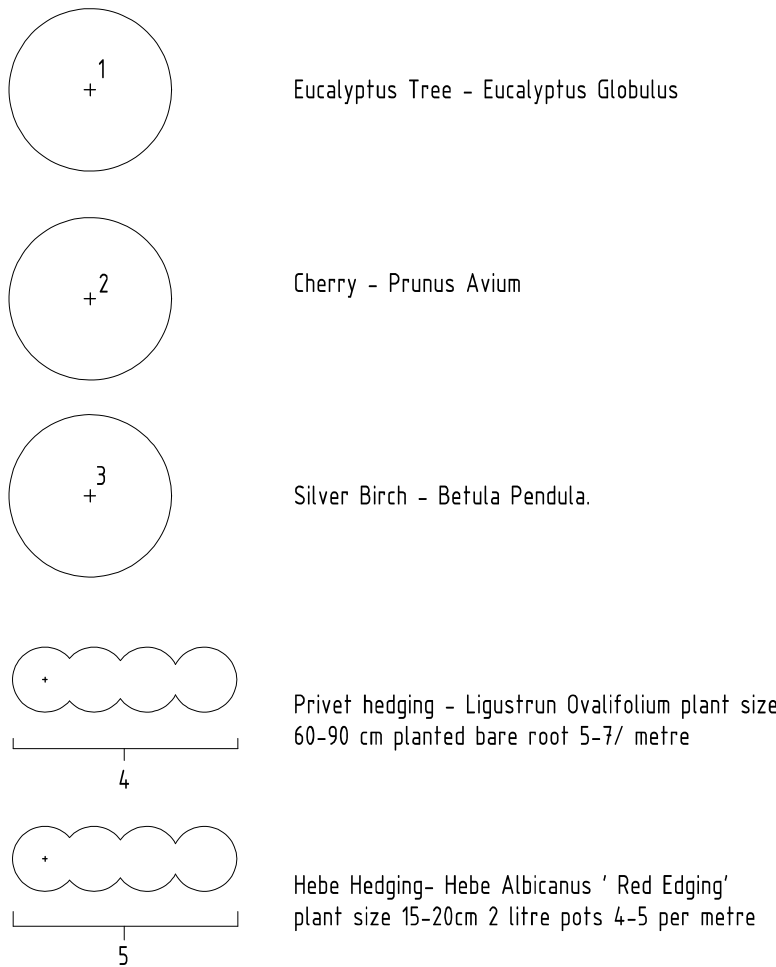 1
Eucalyptus Tree - Eucalyptus Globulus
2
Cherry - Prunus Avium
3
Silver Birch - Betula Pendula.
Privet hedging - Ligustrun Ovalifolium plant size
60-90 cm planted bare root 5-7/ metre
4
Hebe Hedging- Hebe Albicanus ' Red Edging'
plant size 15-20cm 2 litre pots 4-5 per metre
5